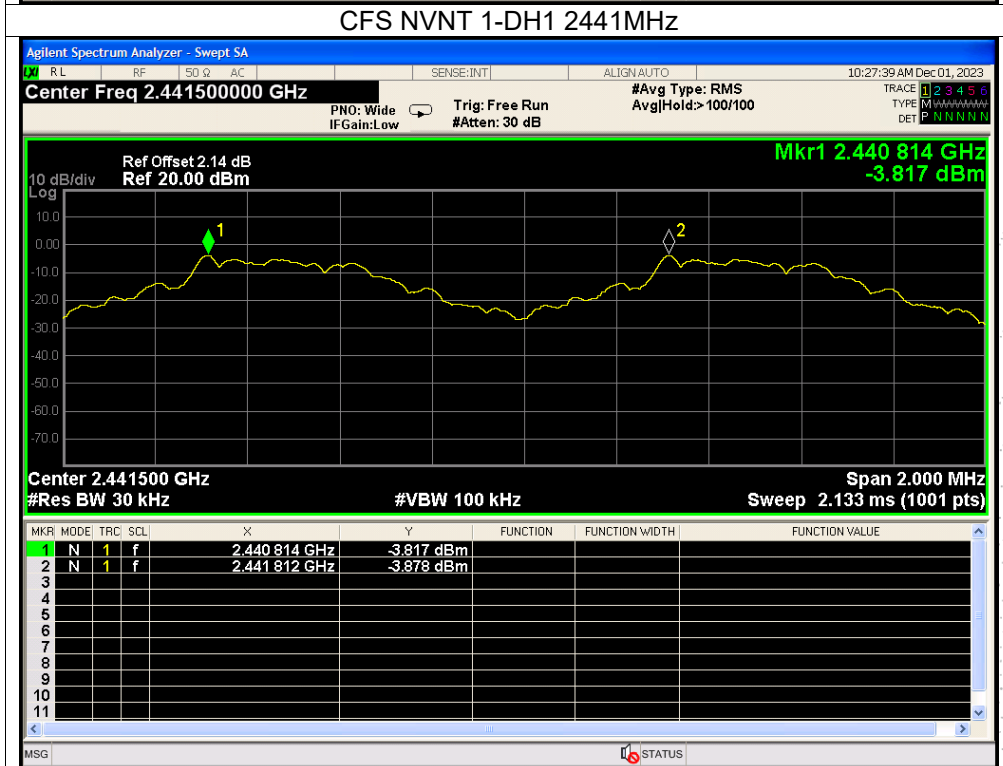 CFS NVNT 1-DH1 2441MHz
Agilent Spectrum Analyzer - Swept SA
LXI RL RF 50 Ω AC SENSE:INT ALIGN AUTO 10:27:39 AM Dec 01, 2023
Center Freq 2.441500000 GHz #Avg Type: RMS TRACE 1 2 3 4 5 6
PNO: Wide Trig: Free Run Avg|Hold:>100/100 TYPE M WWWWW
IFGain:Low #Atten: 30 dB DET P N N N N N
Mkr1 2.440 814 GHz
-3.817 dBm
Ref Offset 2.14 dB
10 dB/div Ref 20.00 dBm
Log
10.0
1 2
0.00
-10.0
-20.0
-30.0
-40.0
-50.0
-60.0
-70.0
Center 2.441500 GHz Span 2.000 MHz
#Res BW 30 kHz #VBW 100 kHz Sweep 2.133 ms (1001 pts)
MKR MODE TRC SCL X Y FUNCTION FUNCTION WIDTH FUNCTION VALUE
1 N 1 f 2.440 814 GHz -3.817 dBm
2 N 1 f 2.441 812 GHz -3.878 dBm
3
4
5
6
7
8
9
10
11
MSG STATUS